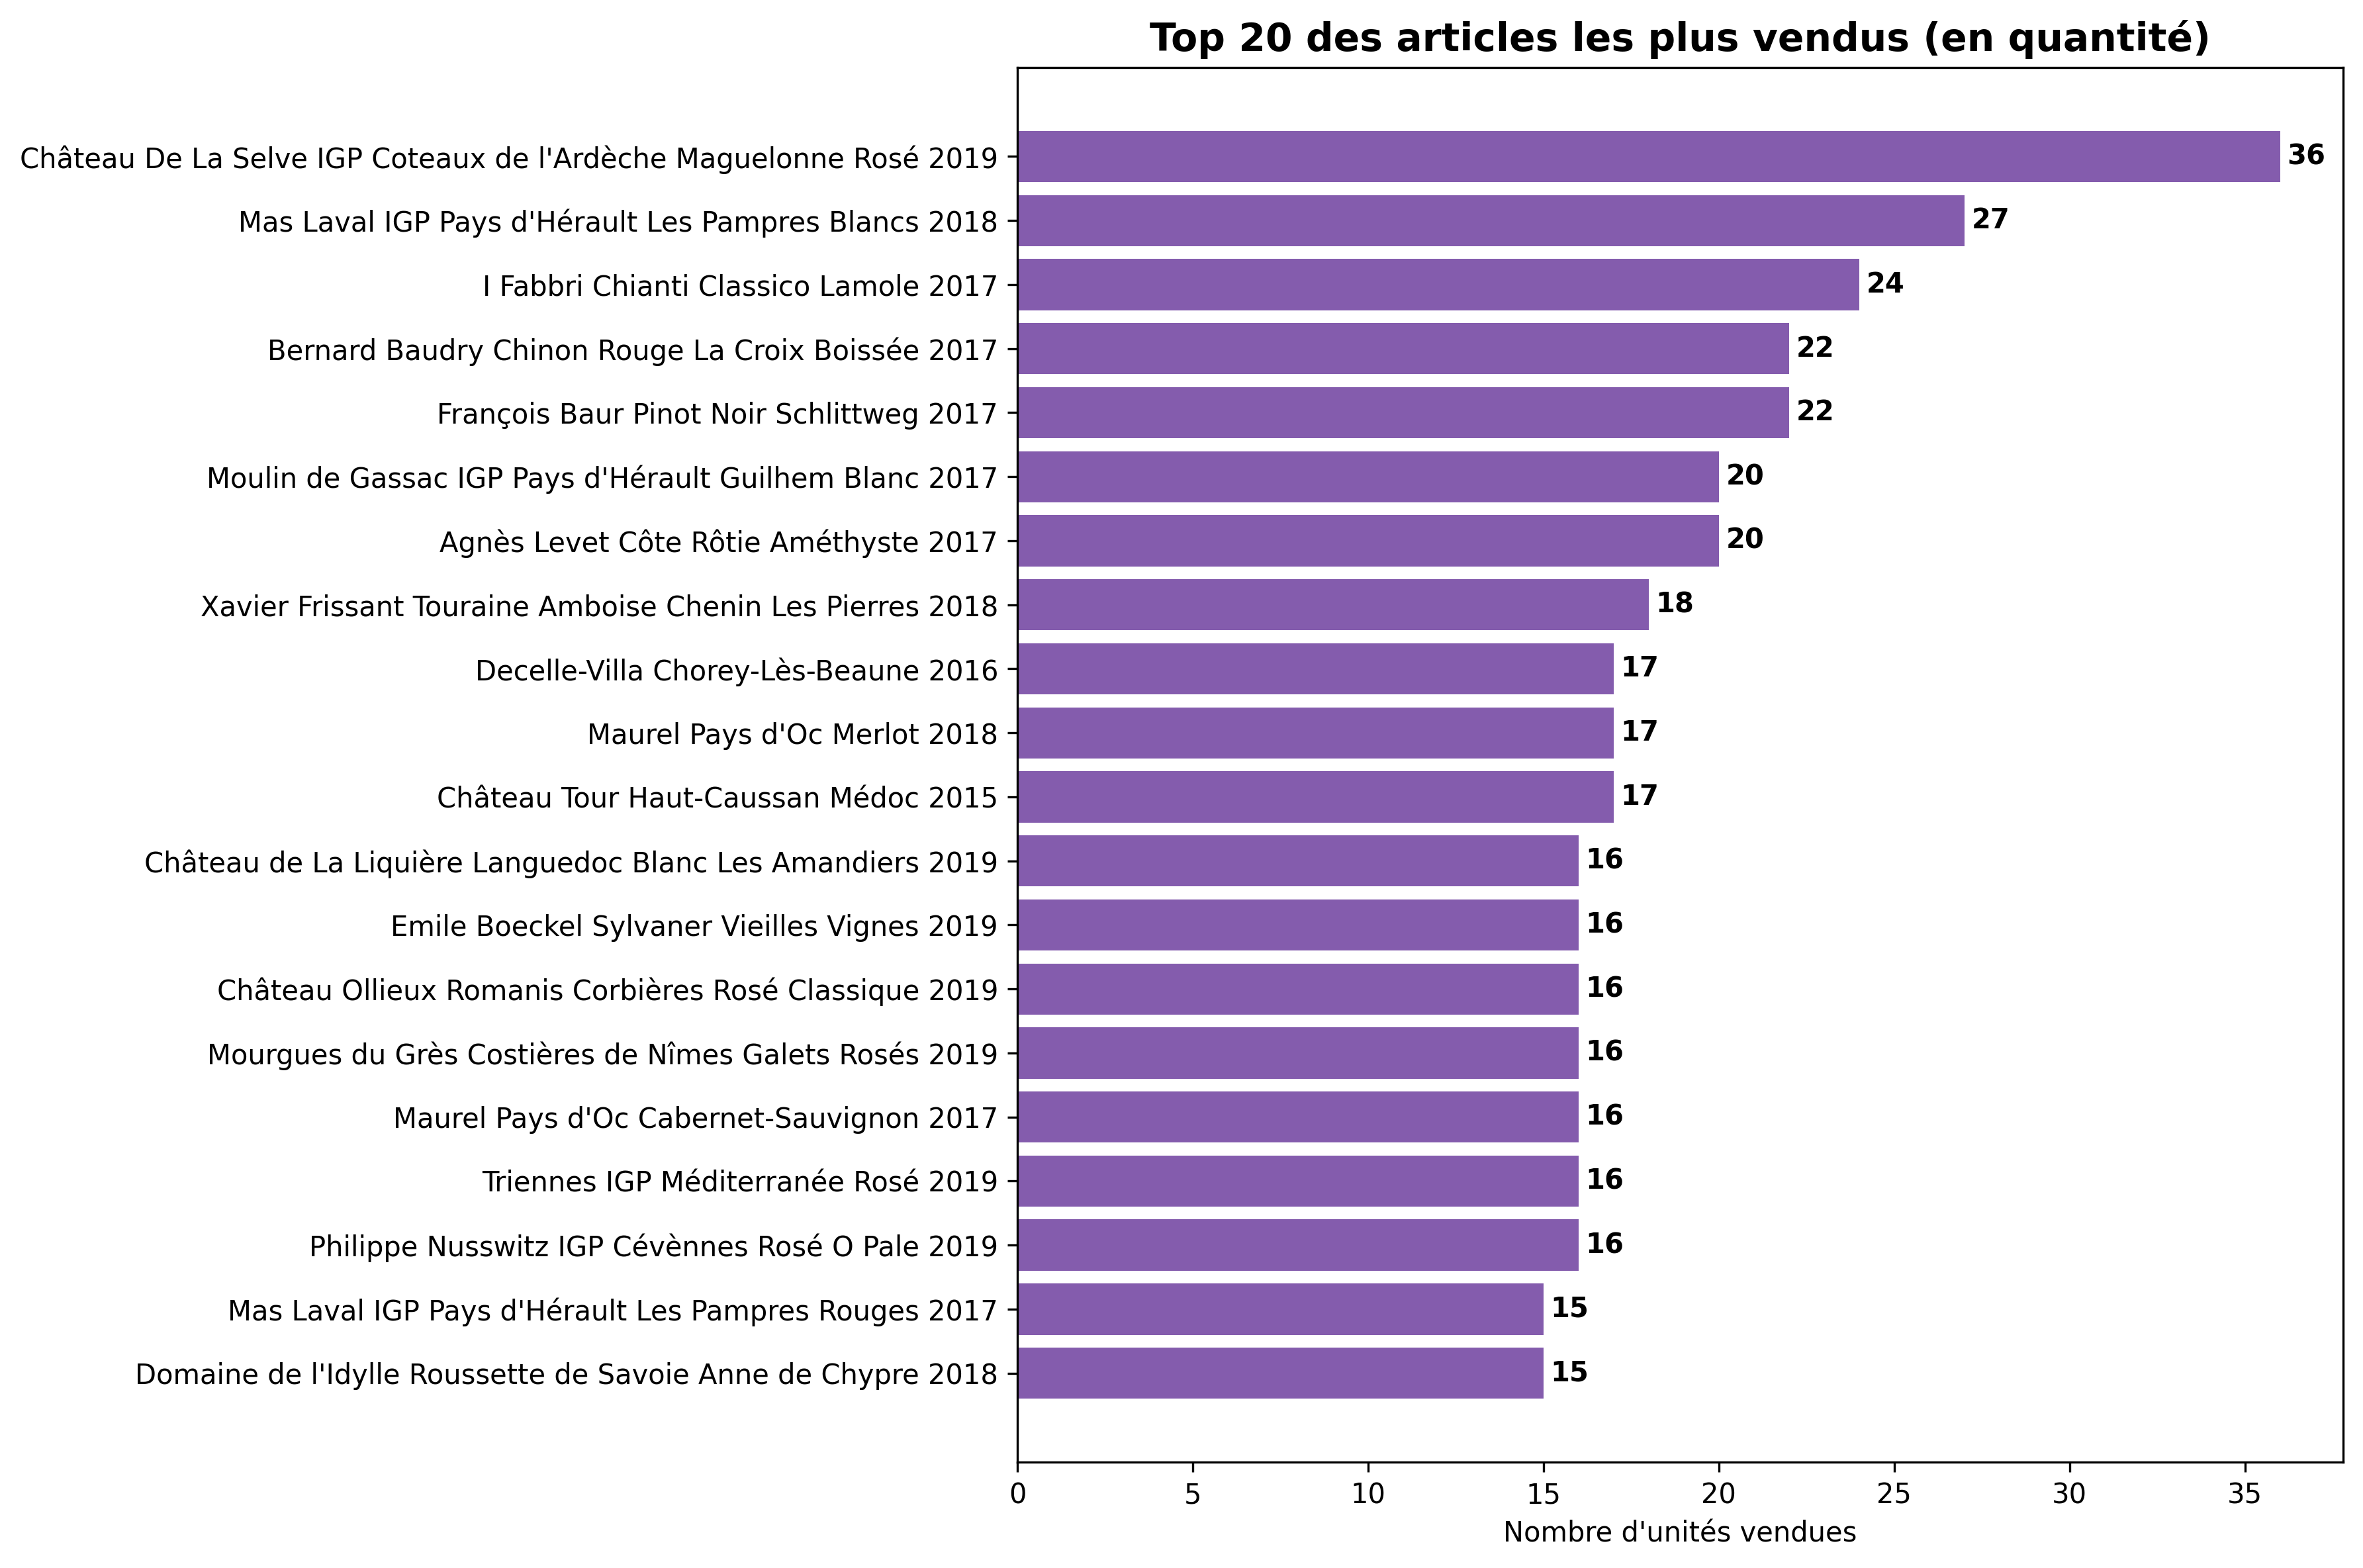 Top 20 des articles les plus vendus (en quantité)
Château De La Selve IGP Coteaux de l'Ardèche Maguelonne Rosé 2019 36
Mas Laval IGP Pays d'Hérault Les Pampres Blancs 2018 27
I Fabbri Chianti Classico Lamole 2017 24
Bernard Baudry Chinon Rouge La Croix Boissée 2017 22
François Baur Pinot Noir Schlittweg 2017 22
Moulin de Gassac IGP Pays d'Hérault Guilhem Blanc 2017 20
Agnès Levet Côte Rôtie Améthyste 2017 20
Xavier Frissant Touraine Amboise Chenin Les Pierres 2018 18
Decelle-Villa Chorey-Lès-Beaune 2016 17
Maurel Pays d'Oc Merlot 2018 17
Château Tour Haut-Caussan Médoc 2015 17
Château de La Liquière Languedoc Blanc Les Amandiers 2019 16
Emile Boeckel Sylvaner Vieilles Vignes 2019 16
Château Ollieux Romanis Corbières Rosé Classique 2019 16
Mourgues du Grès Costières de Nîmes Galets Rosés 2019 16
Maurel Pays d'Oc Cabernet-Sauvignon 2017 16
Triennes IGP Méditerranée Rosé 2019 16
Philippe Nusswitz IGP Cévènnes Rosé O Pale 2019 16
Mas Laval IGP Pays d'Hérault Les Pampres Rouges 2017 15
Domaine de l'Idylle Roussette de Savoie Anne de Chypre 2018 15
0 5 10 15 20 25 30 35
Nombre d'unités vendues